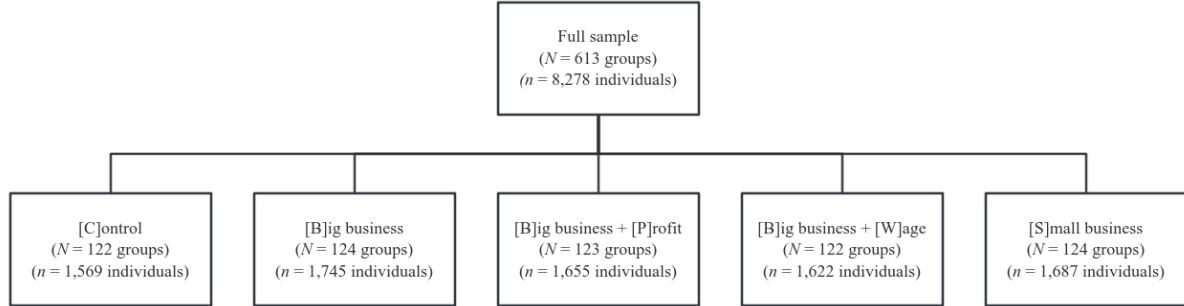 Full sample
(N = 613 groups)
(n = 8,278 individuals)
[C]ontrol
(N = 122 groups)
(n = 1,569 individuals)
[B]ig business
(N = 124 groups)
(n = 1,745 individuals)
[B]ig business + [P]rofit
(N = 123 groups)
(n = 1,655 individuals)
[B]ig business + [W]age
(N = 122 groups)
(n = 1,622 individuals)
[S]mall business
(N = 124 groups)
(n = 1,687 individuals)